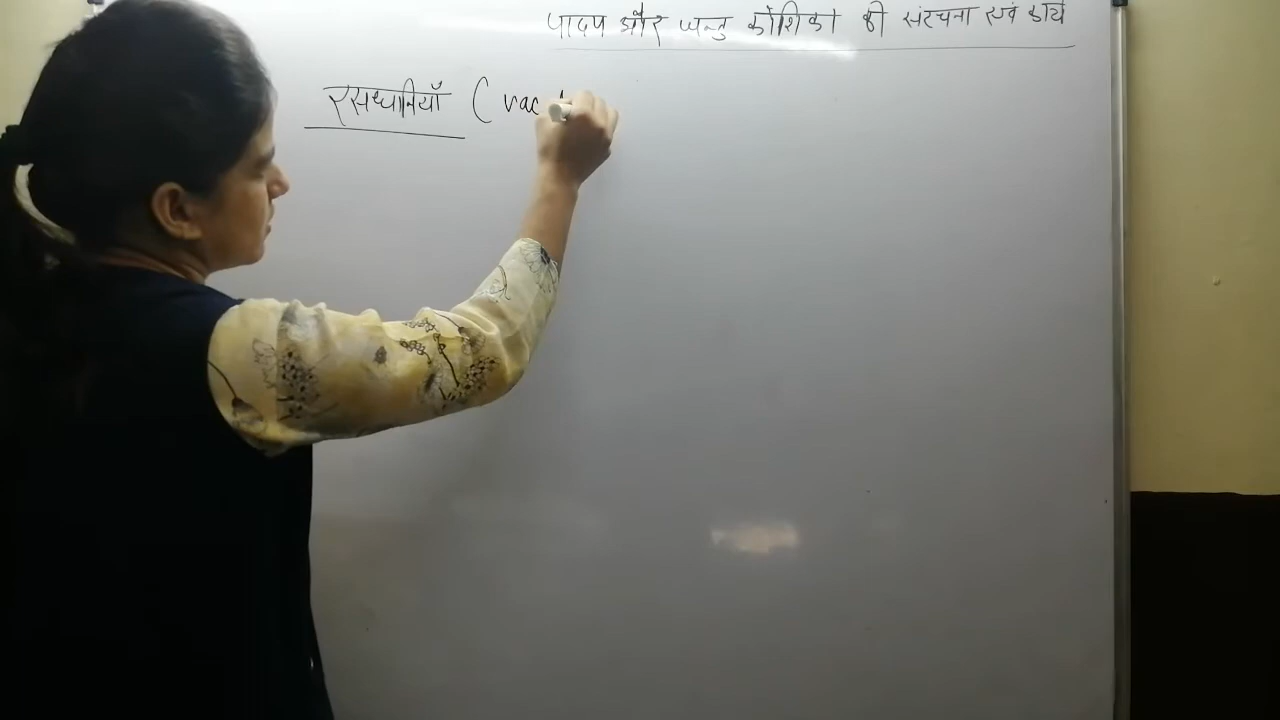 पादप और जन्तु कोशिका की संरचना एवं कार्य
रसधानियाँ ( vac